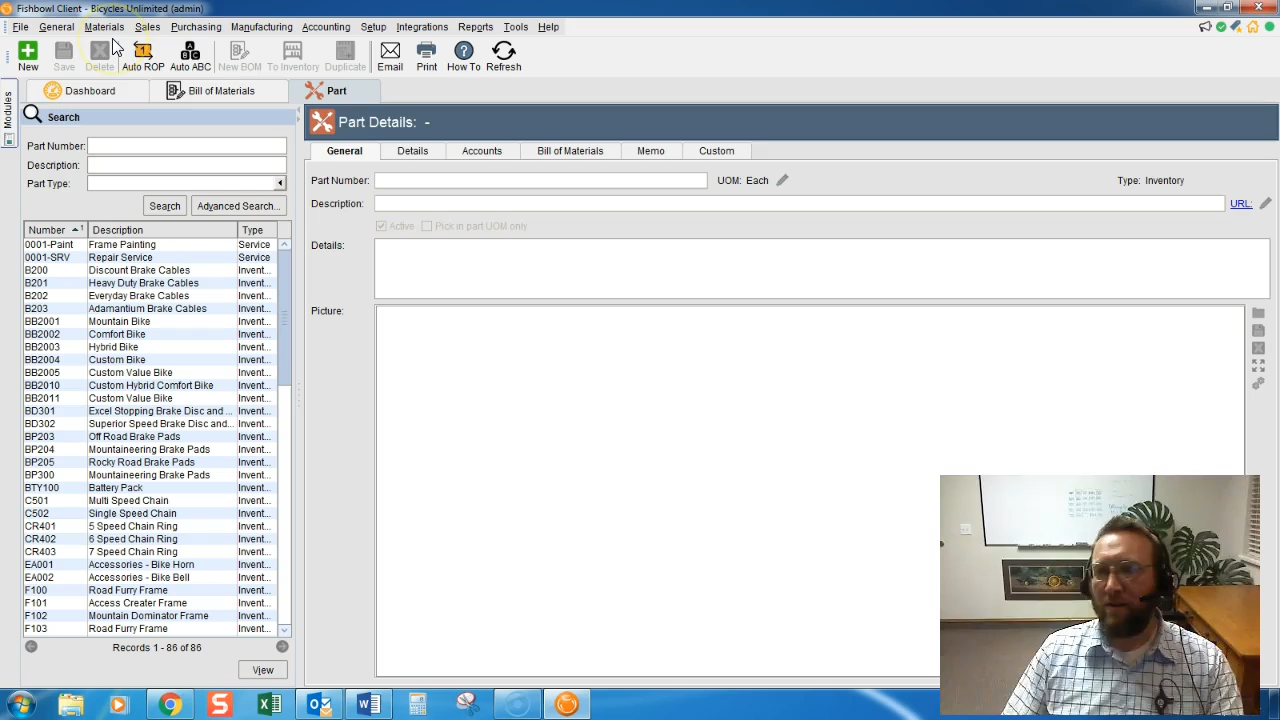 Fishbowl Client - Bicycles Unlimited (admin)
File General Materials Sales Purchasing Manufacturing Accounting Setup Integrations Reports Tools Help
New Save Delete Auto ROP Auto ABC New BOM To Inventory Duplicate Email Print How To Refresh
Modules
Dashboard Bill of Materials Part
Search
Part Number:
Description:
Part Type:
Search Advanced Search...
Number 1 Description Type
0001-Paint Frame Painting Service
0001-SRV Repair Service Service
B200 Discount Brake Cables Invent...
B201 Heavy Duty Brake Cables Invent...
B202 Everyday Brake Cables Invent...
B203 Adamantium Brake Cables Invent...
BB2001 Mountain Bike Invent...
BB2002 Comfort Bike Invent...
BB2003 Hybrid Bike Invent...
BB2004 Custom Bike Invent...
BB2005 Custom Value Bike Invent...
BB2010 Custom Hybrid Comfort Bike Invent...
BB2011 Custom Value Bike Invent...
BD301 Excel Stopping Brake Disc and ... Invent...
BD302 Superior Speed Brake Disc and... Invent...
BP203 Off Road Brake Pads Invent...
BP204 Mountaineering Brake Pads Invent...
BP205 Rocky Road Brake Pads Invent...
BP300 Mountaineering Brake Pads Invent...
BTY100 Battery Pack Invent...
C501 Multi Speed Chain Invent...
C502 Single Speed Chain Invent...
CR401 5 Speed Chain Ring Invent...
CR402 6 Speed Chain Ring Invent...
CR403 7 Speed Chain Ring Invent...
EA001 Accessories - Bike Horn Invent...
EA002 Accessories - Bike Bell Invent...
F100 Road Furry Frame Invent...
F101 Access Creater Frame Invent...
F102 Mountain Dominator Frame Invent...
F103 Road Furry Frame Invent...
Records 1 - 86 of 86
View
Part Details: -
General Details Accounts Bill of Materials Memo Custom
Part Number: UOM: Each Type: Inventory
Description: URL:
Active Pick in part UOM only
Details:
Picture: